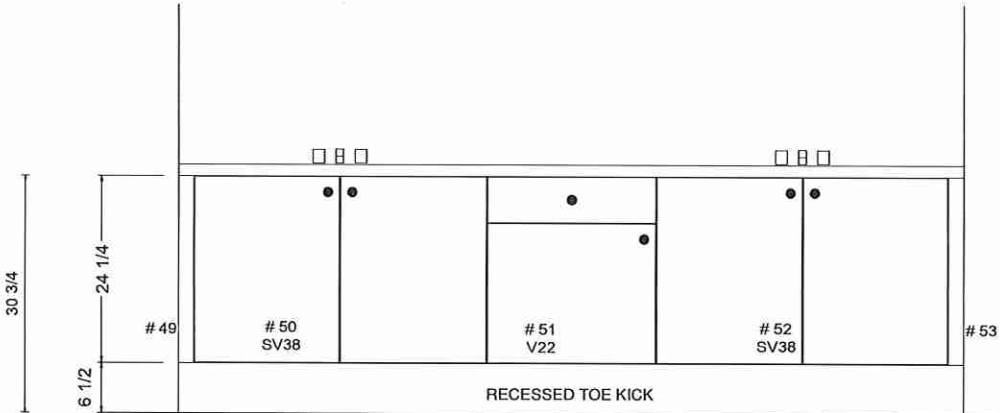 30 3/4
24 1/4
6 1/2
# 49
# 50
SV38
# 51
V22
# 52
SV38
# 53
RECESSED TOE KICK